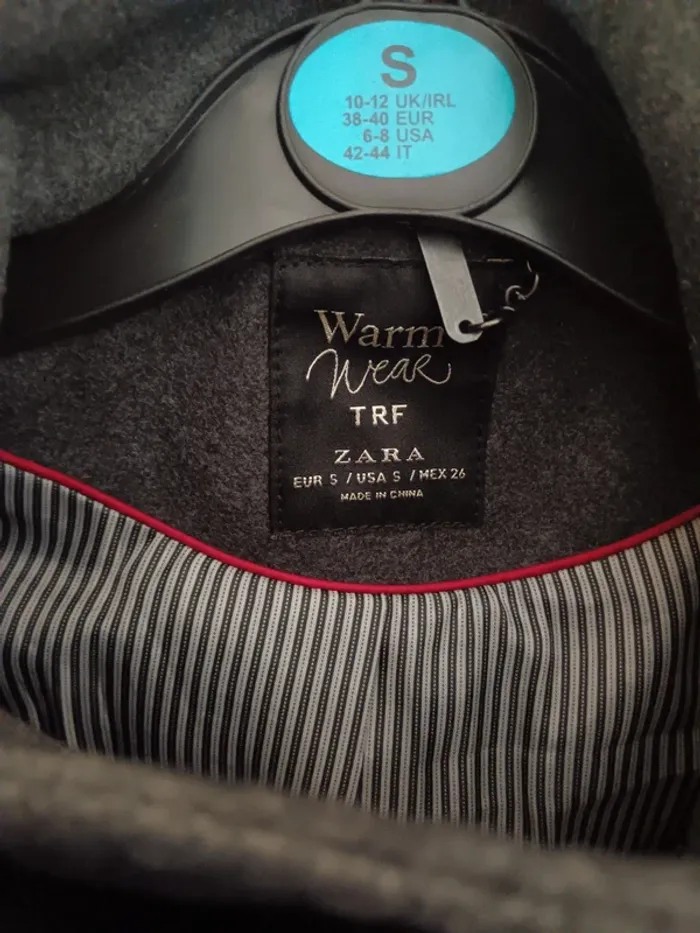 S
10-12 UK/IRL
38-40 EUR
6-8 USA
42-44 IT
Warm
Wear
TRF
ZARA
EUR S / USA S / MEX 26
MADE IN CHINA